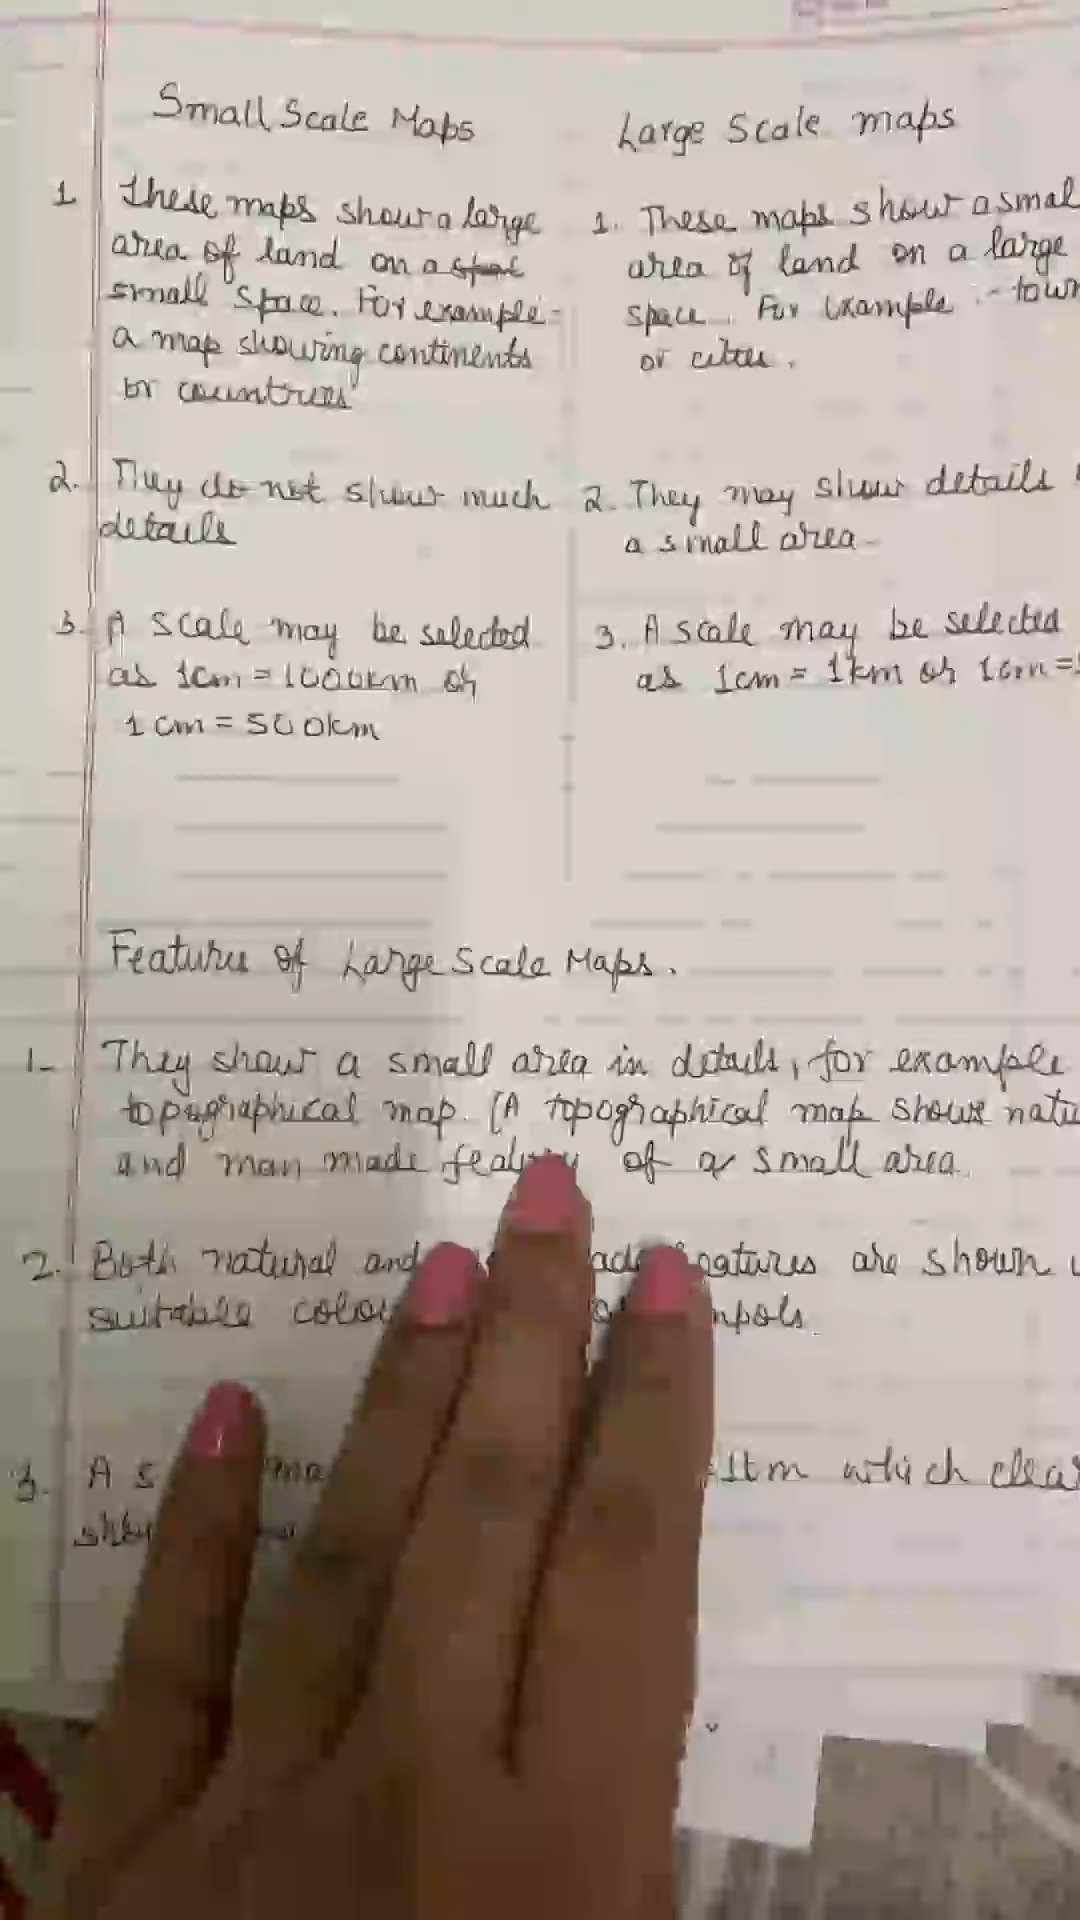 Small Scale Maps
1 These maps show a large
area of land on a
small space. For example:-
a map showing continents
or countries
2. They do not show much
details
3. A scale may be selected
as 1cm = 1000km or
1 cm = 500km
Large Scale maps
1. These maps show a smal
area of land on a large
space. For example :- town
or cities.
2. They may show details
a small area-
3. A scale may be selected
as 1cm = 1km or 1cm =
Features of Large Scale Maps.
1- They show a small area in details, for example
topographical map. (A topographical map shows natu
and man made of a small area.
2. Both natural and features are shown
suitable
3. A which clear